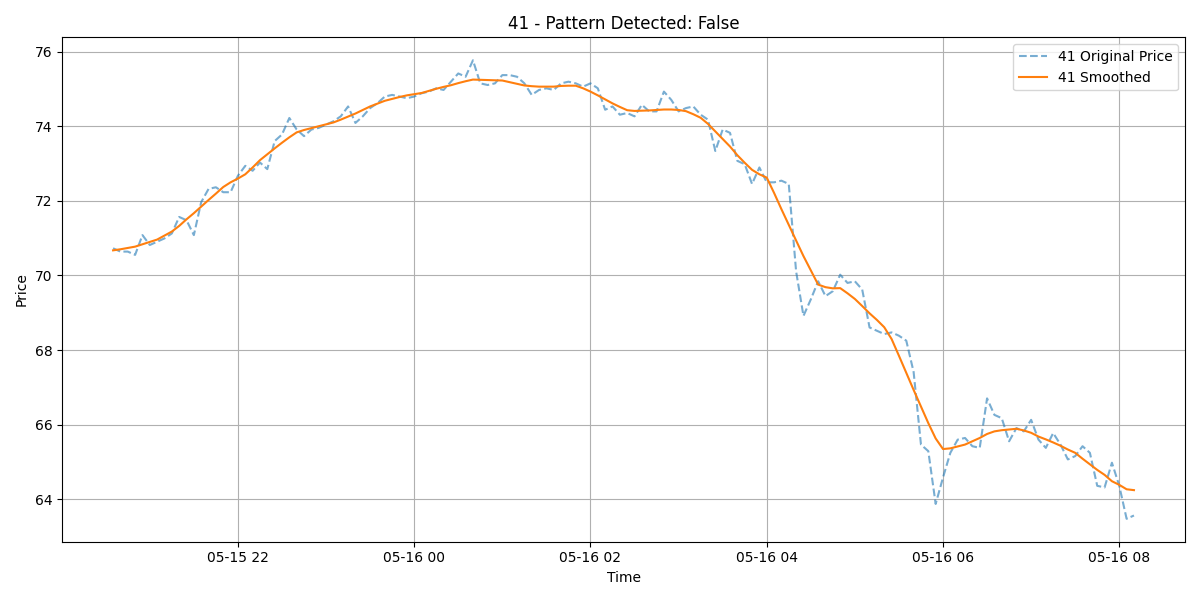 41 - Pattern Detected: False
41 Original Price
41 Smoothed
Price
76
74
72
70
68
66
64
05-15 22
05-16 00
05-16 02
05-16 04
05-16 06
05-16 08
Time